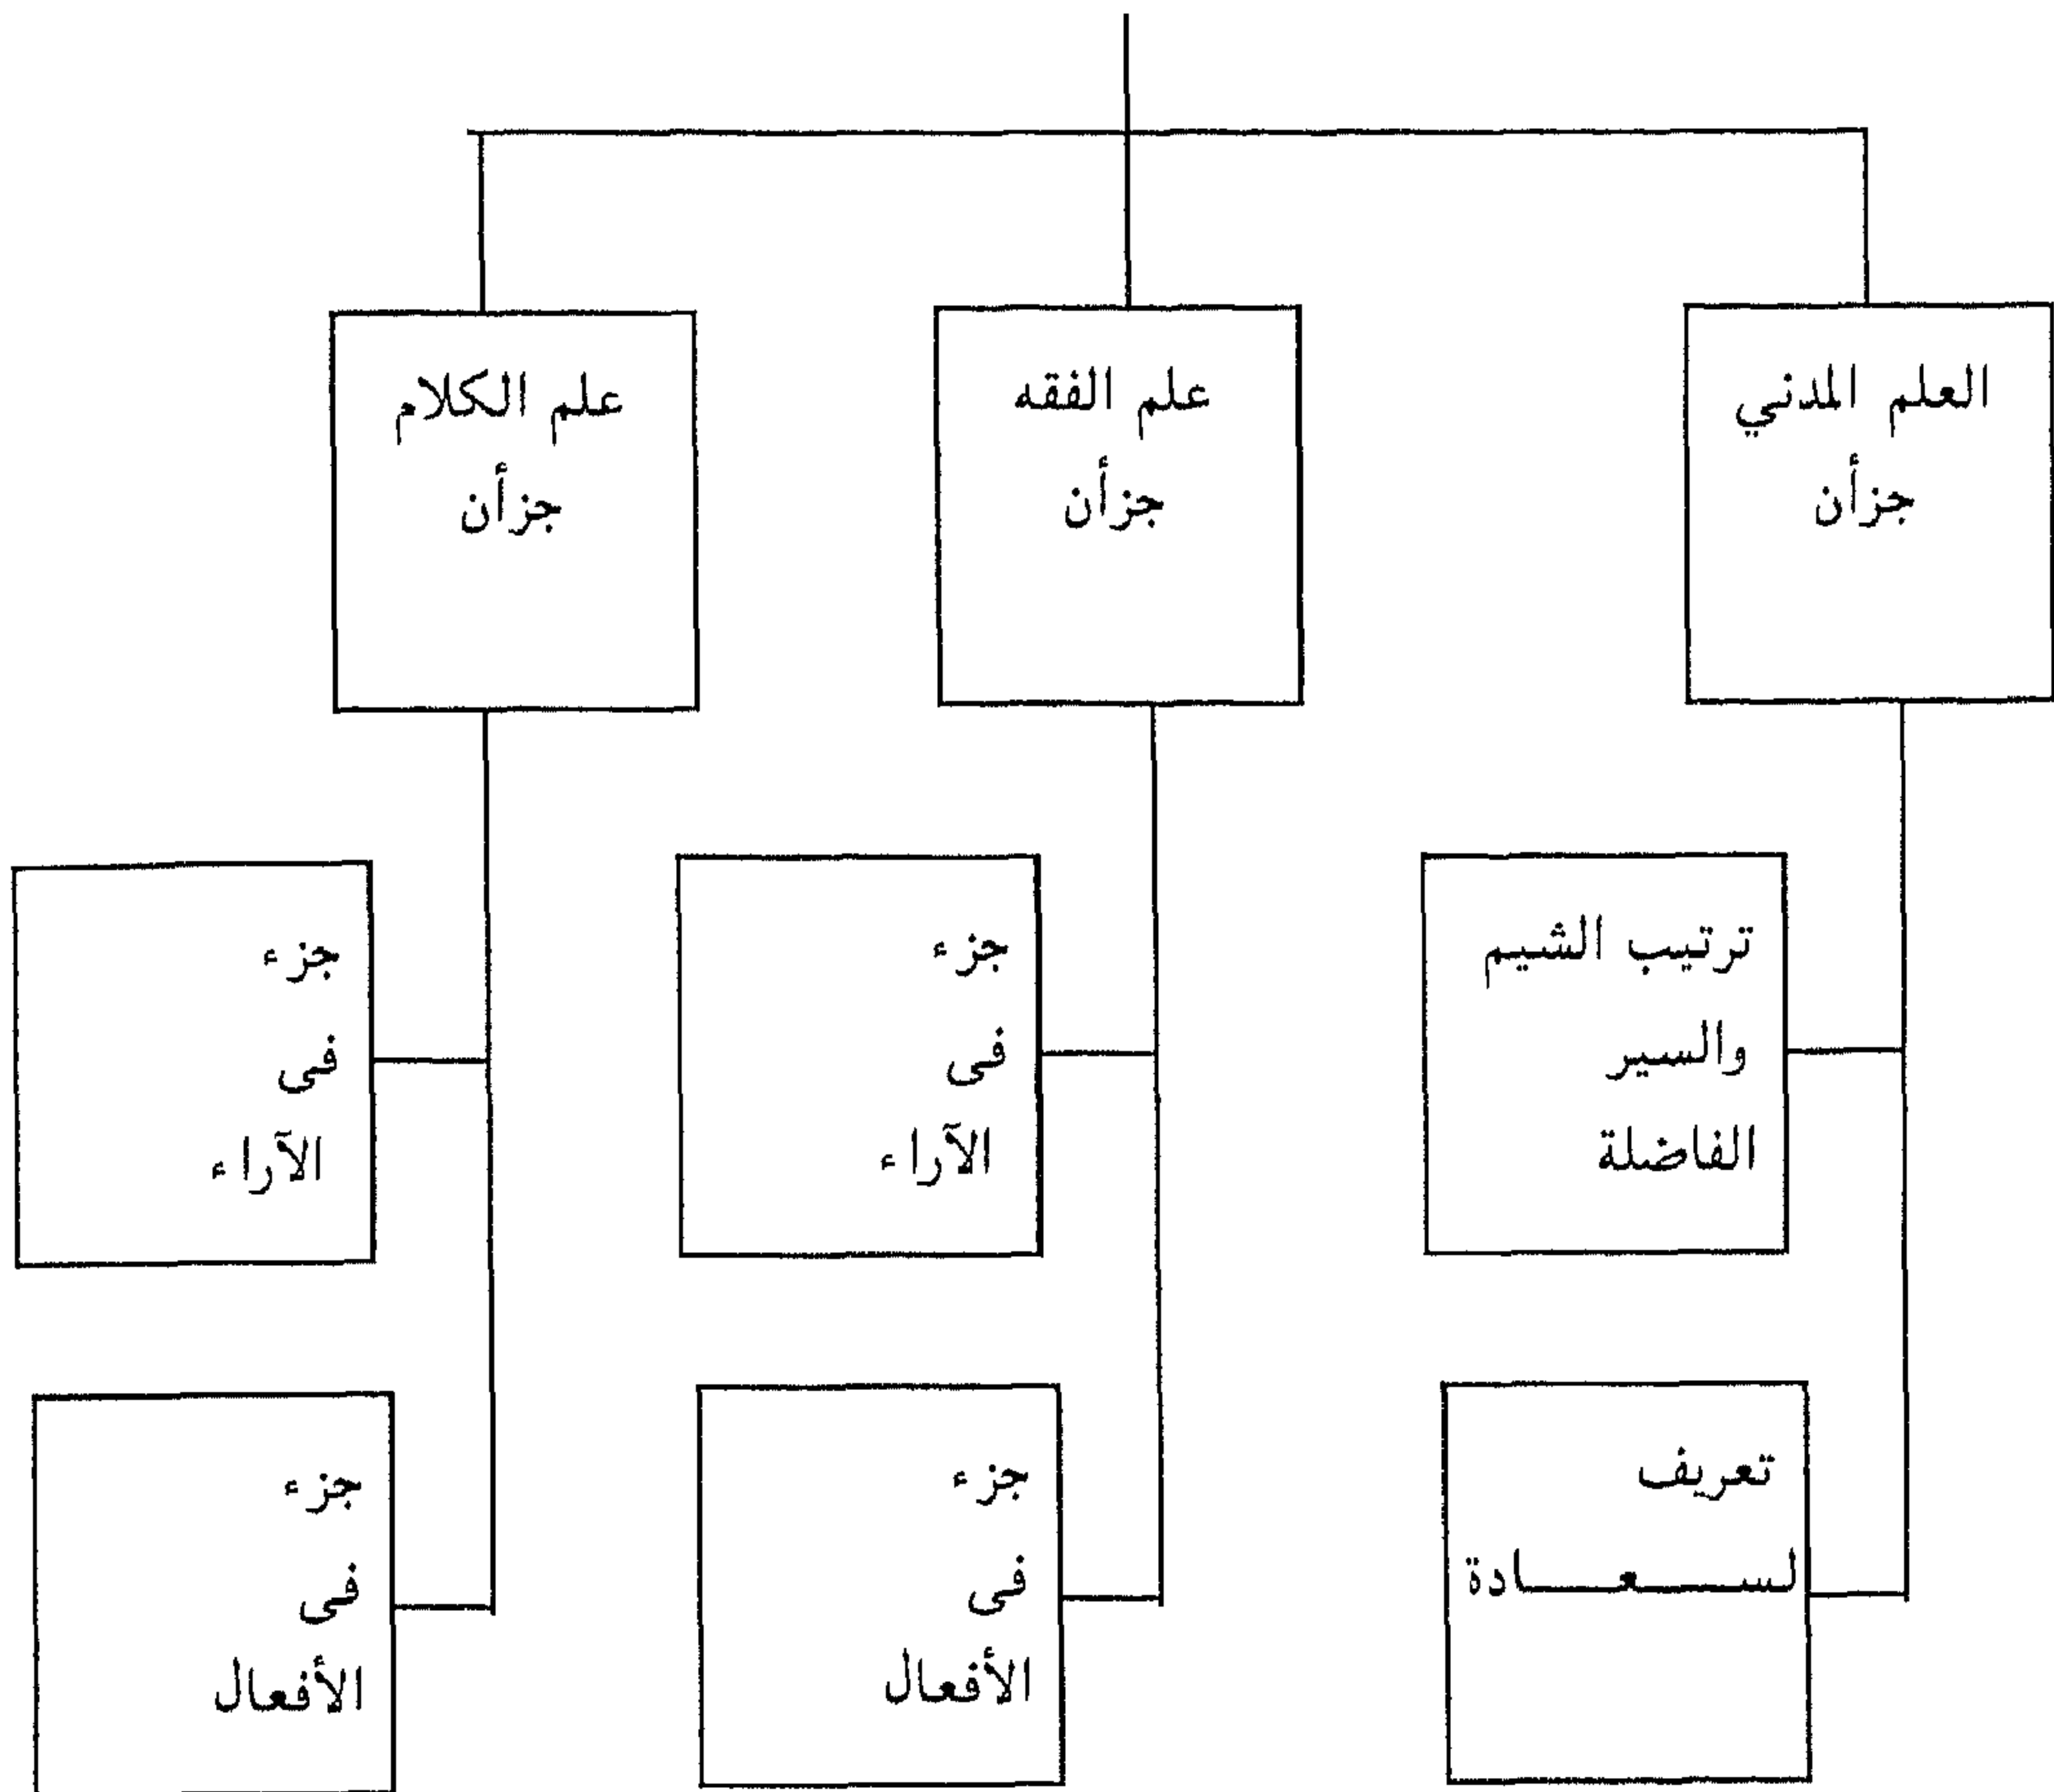 العلم المدني
جزأن
علم الفقه
جزأن
علم الكلام
جزأن
ترتيب الشيم
والسير
الفاضلة
جزء
فى
الآراء
جزء
فى
الآراء
تعريف
لســـعـــادة
جزء
فى
الأفعال
جزء
فى
الأفعال